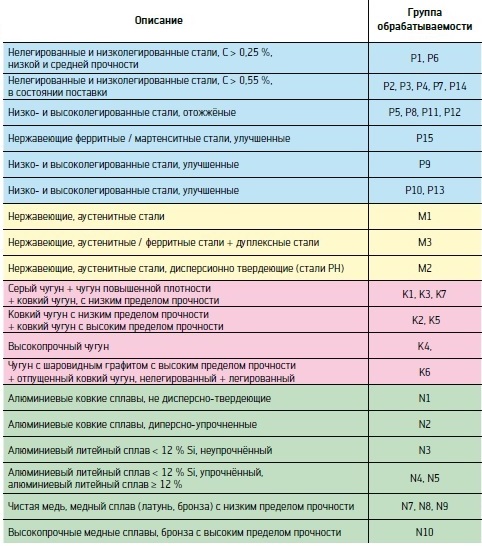 Описание
Группа
обрабатываемости
Нелегированные и низколегированные стали, C > 0,25 %,
низкой и средней прочности
P1, P6
Нелегированные и низколегированные стали, C > 0,55 %,
в состоянии поставки
P2, P3, P4, P7, P14
Низко- и высоколегированные стали, отожжёные
P5, P8, P11, P12
Нержавеющие ферритные / мартенситные стали, улучшенные
P15
Низко- и высоколегированные стали, улучшенные
P9
Низко- и высоколегированные стали, улучшенные
P10, P13
Нержавеющие, аустенитные стали
M1
Нержавеющие, аустенитные / ферритные стали + дуплексные стали
M3
Нержавеющие, аустенитные стали, дисперсионно твердеющие (стали PH)
M2
Серый чугун + чугун повышенной плотности
+ ковкий чугун, с низким пределом прочности
K1, K3, K7
Ковкий чугун с низким пределом прочности
+ ковкий чугун с высоким пределом прочности
K2, K5
Высокопрочный чугун
K4,
Чугун с шаровидным графитом с высоким пределом прочности
+ отпущенный ковкий чугун, нелегированный + легированный
K6
Алюминиевые ковкие сплавы, не дисперсно-твердеющие
N1
Алюминиевые ковкие сплавы, диперсно-упрочненные
N2
Алюминиевый литейный сплав < 12 % Si, неупрочнённый
N3
Алюминиевый литейный сплав < 12 % Si, упрочнённый,
алюминиевый литейный сплав ≥ 12 %
N4, N5
Чистая медь, медный сплав (латунь, бронза) с низким пределом прочности
N7, N8, N9
Высокопрочные медные сплавы, бронза с высоким пределом прочности
N10